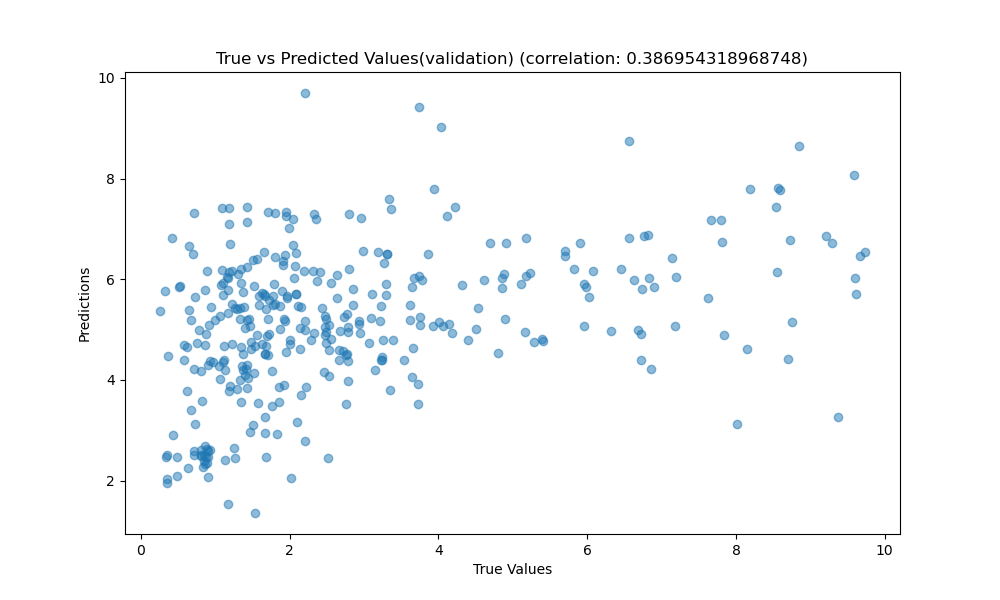 True vs Predicted Values(validation) (correlation: 0.386954318968748)
10
8
6
4
2
Predictions
0 2 4 6 8 10
True Values